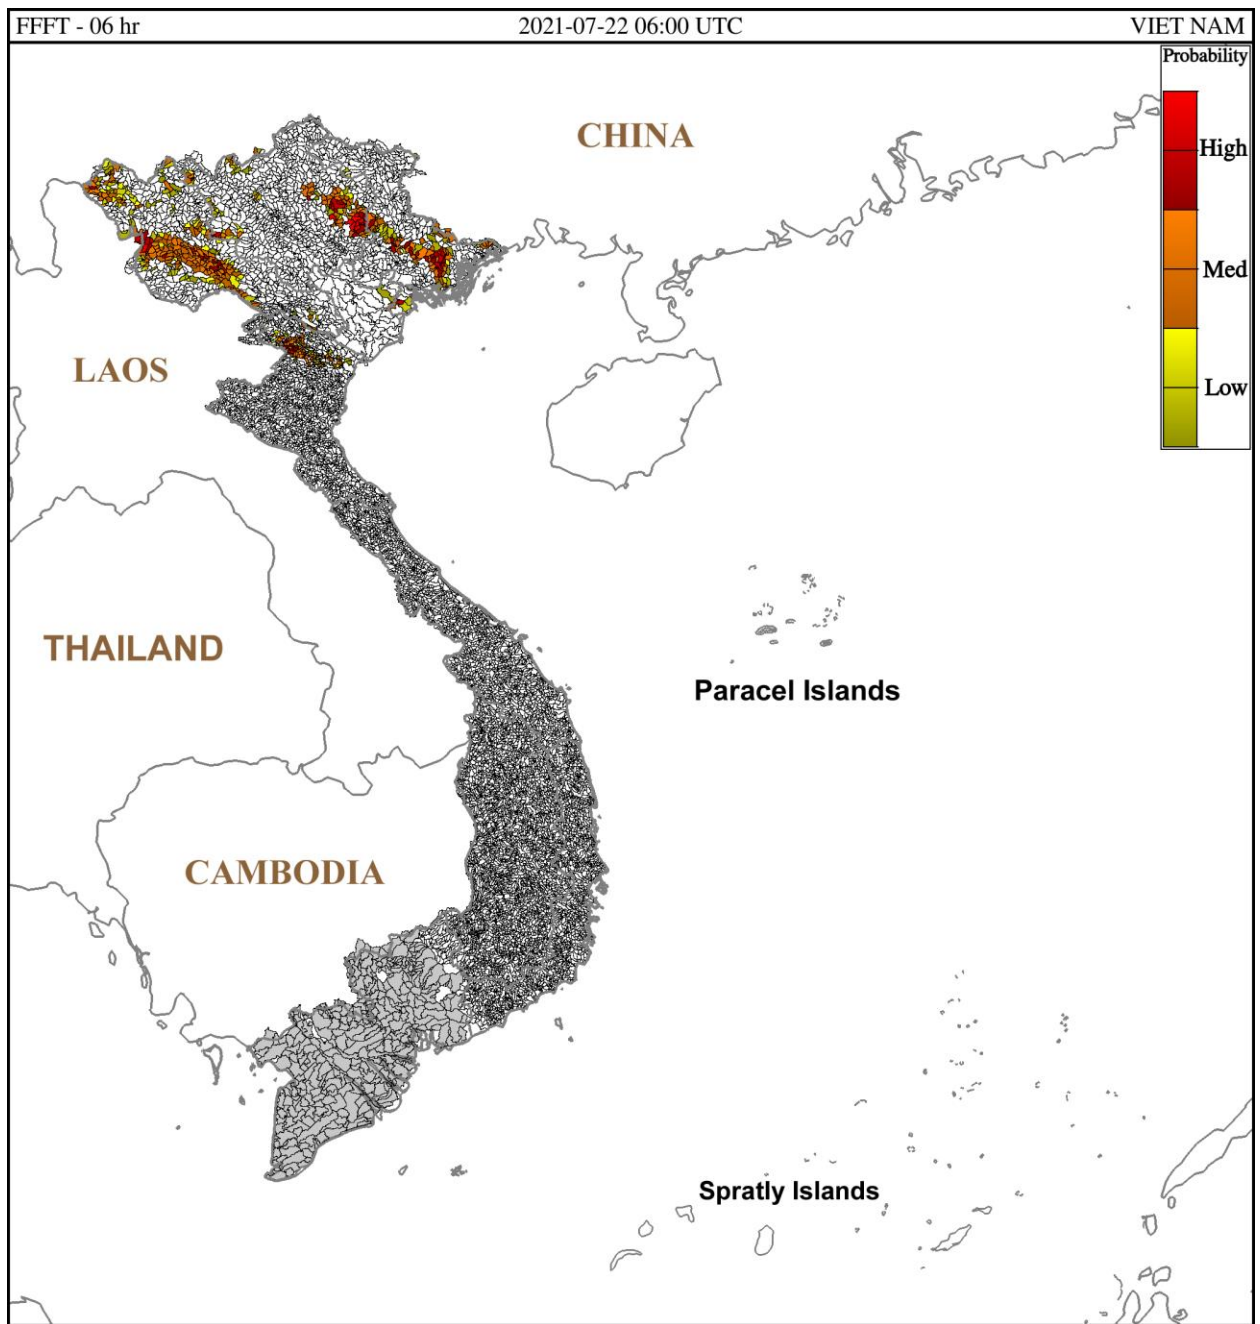 FFFT - 06 hr 2021-07-22 06:00 UTC VIET NAM
Probability
CHINA
High
Med
LAOS
Low
THAILAND
Paracel Islands
CAMBODIA
Spratly Islands